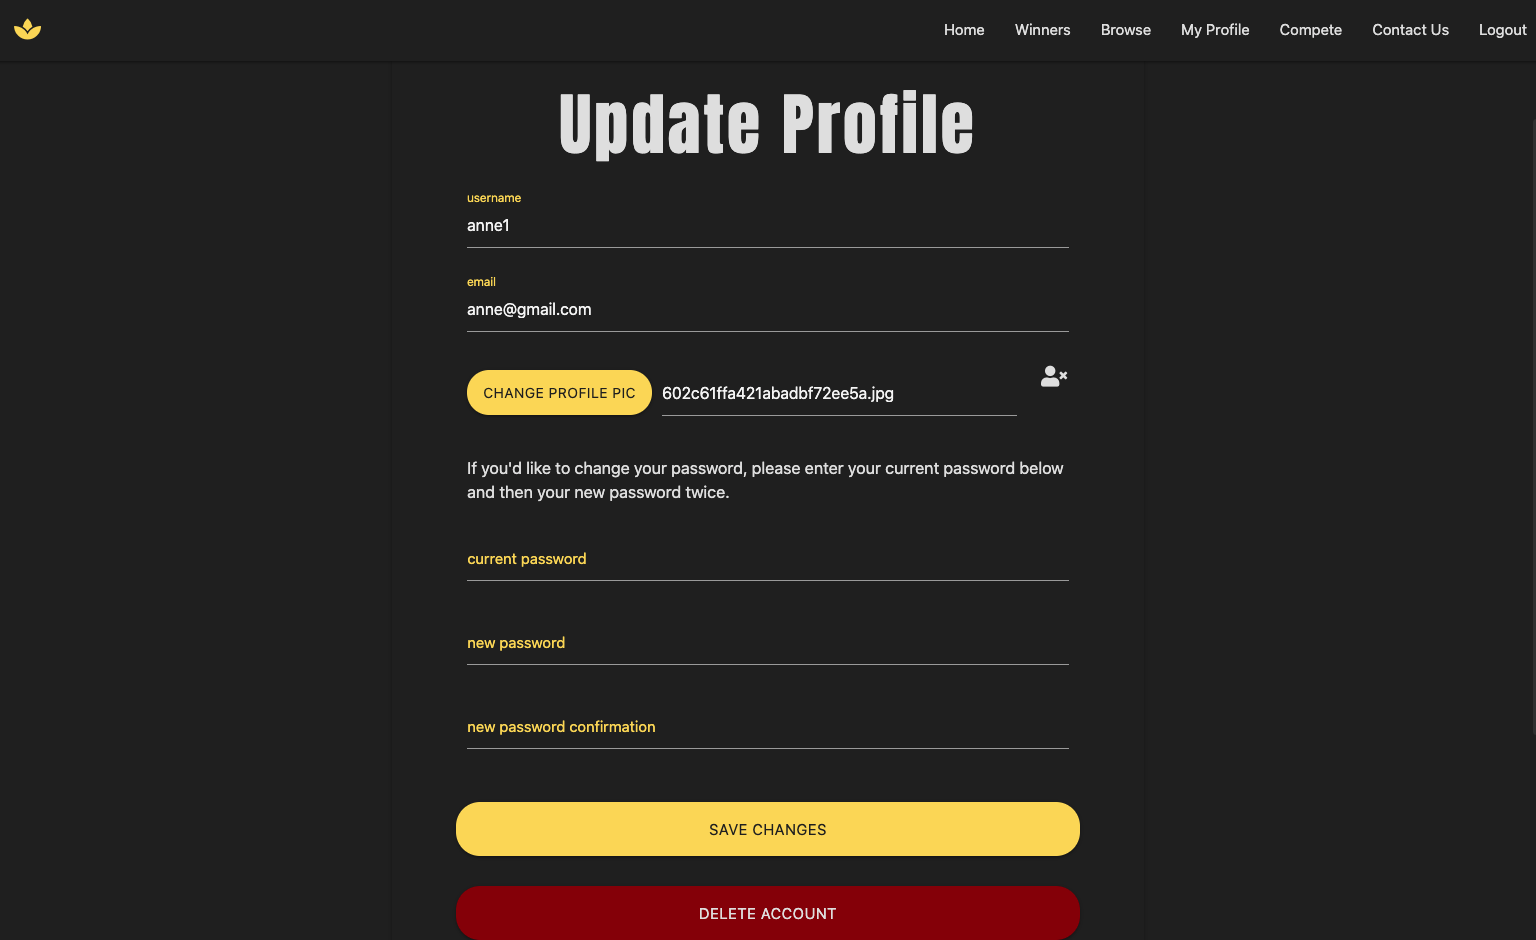 Home Winners Browse My Profile Compete Contact Us Logout
Update Profile
username
anne1
email
anne@gmail.com
CHANGE PROFILE PIC 602c61ffa421abadbf72ee5a.jpg
If you'd like to change your password, please enter your current password below
and then your new password twice.
current password
new password
new password confirmation
SAVE CHANGES
DELETE ACCOUNT